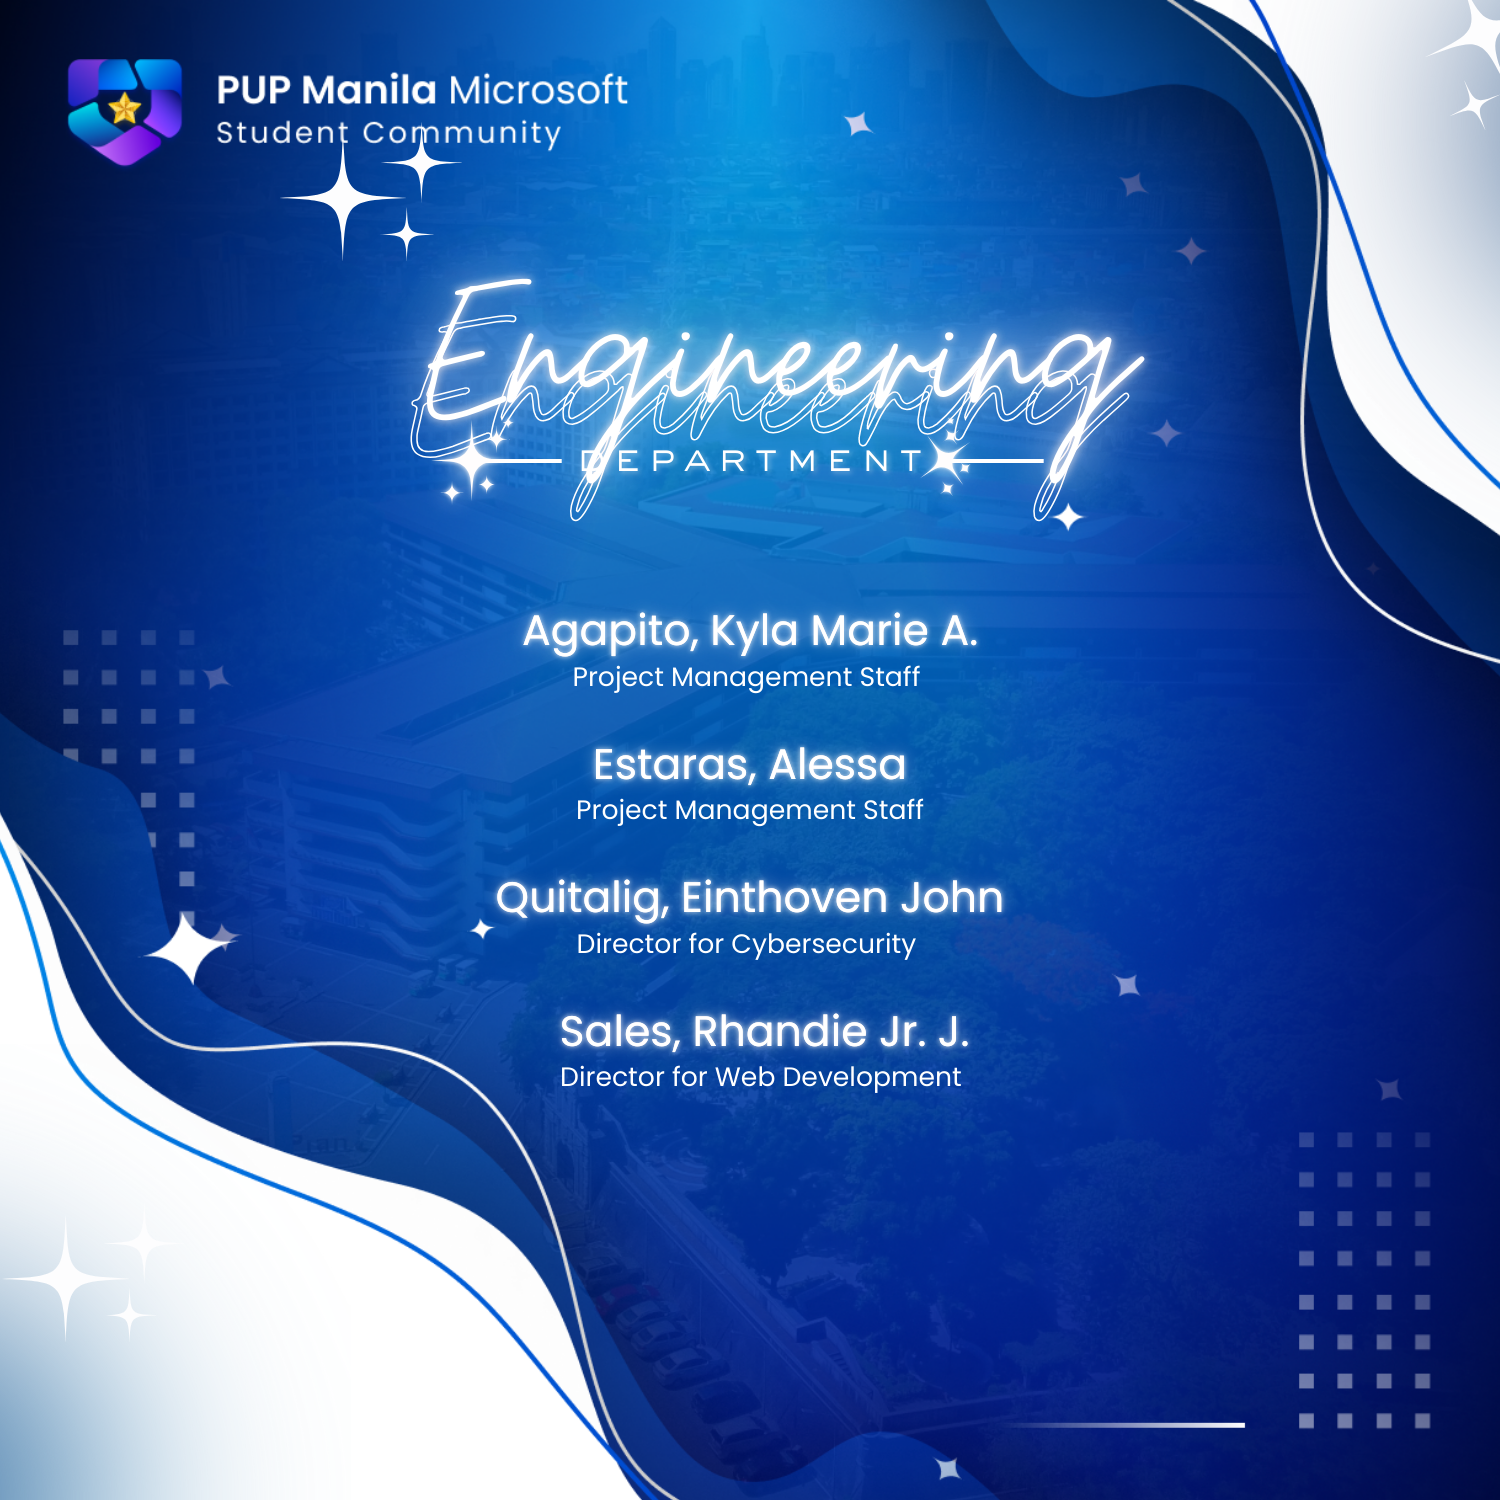 PUP Manila Microsoft
Student Community
Engineering
DEPARTMENT
Agapito, Kyla Marie A.
Project Management Staff
Estaras, Alessa
Project Management Staff
Quitalig, Einthoven John
Director for Cybersecurity
Sales, Rhandie Jr. J.
Director for Web Development